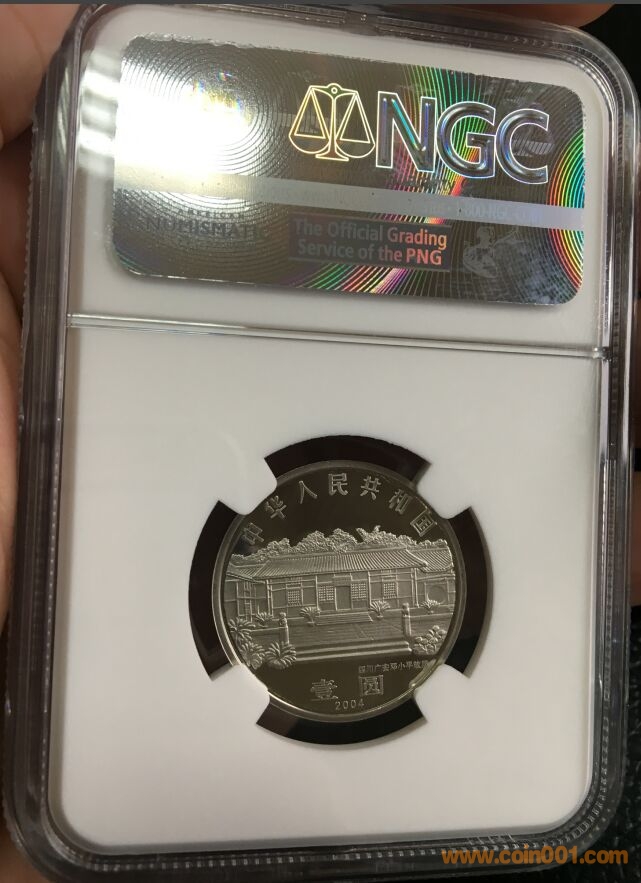 NGC
NUMISMAT
The Official Grading
Service of the PNG
中华人民共和国
四川广安邓小平故居
壹圆
2004
www.coin001.com